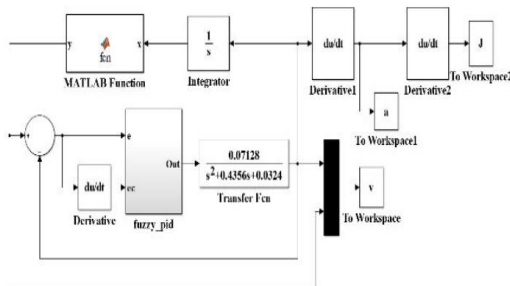 y
fcn
x
MATLAB Function
1
s
Integrator
du/dt
Derivative1
du/dt
Derivative2
J
To Workspace2
a
To Workspace1
+
−
du/dt
Derivative
e
ec
Out
fuzzy_pid
0.07128
s²+0.4356s+0.0324
Transfer Fcn
v
To Workspace